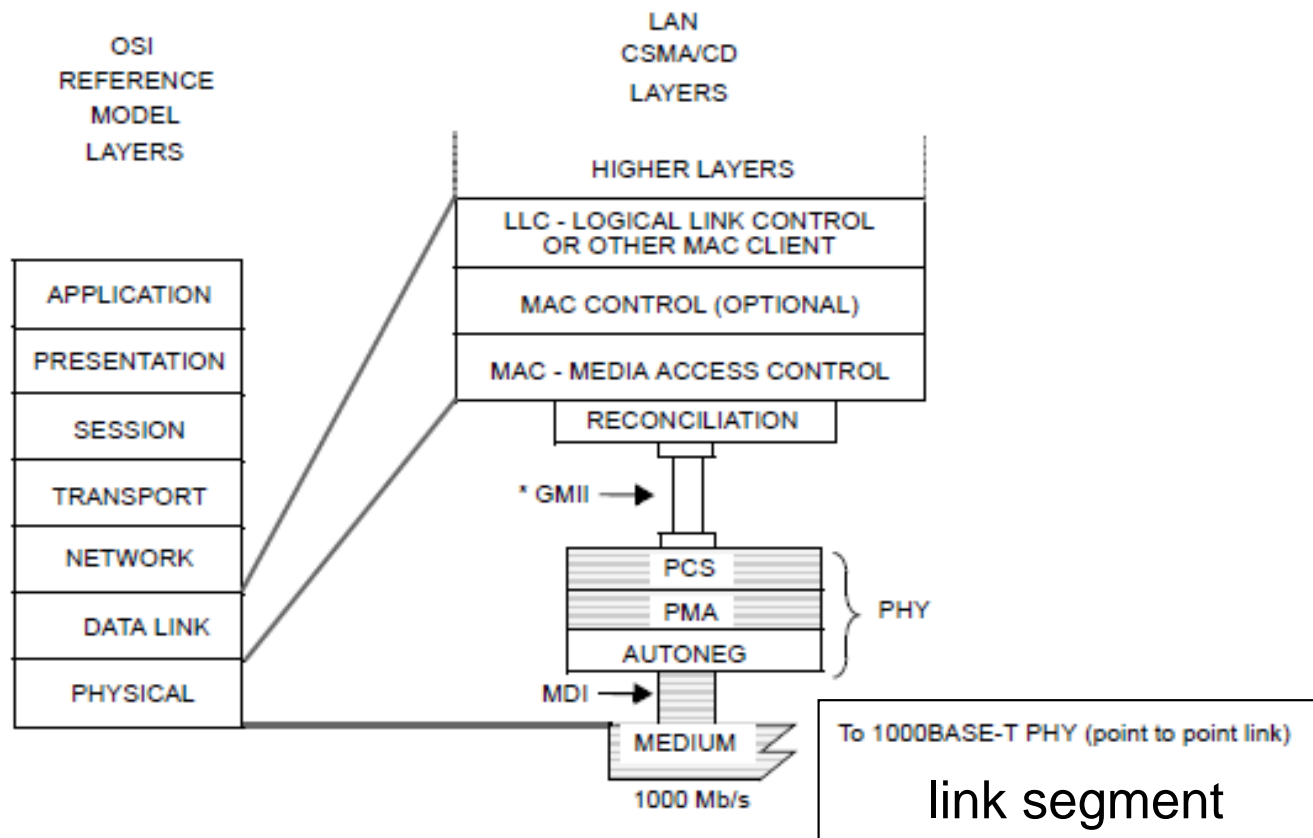 OSI
REFERENCE
MODEL
LAYERS
LAN
CSMA/CD
LAYERS
HIGHER LAYERS
LLC - LOGICAL LINK CONTROL
OR OTHER MAC CLIENT
MAC CONTROL (OPTIONAL)
MAC - MEDIA ACCESS CONTROL
RECONCILIATION
APPLICATION
PRESENTATION
SESSION
TRANSPORT
NETWORK
DATA LINK
PHYSICAL
* GMII
PCS
PMA
AUTONEG
PHY
MDI
MEDIUM
1000 Mb/s
To 1000BASE-T PHY (point to point link)
link segment